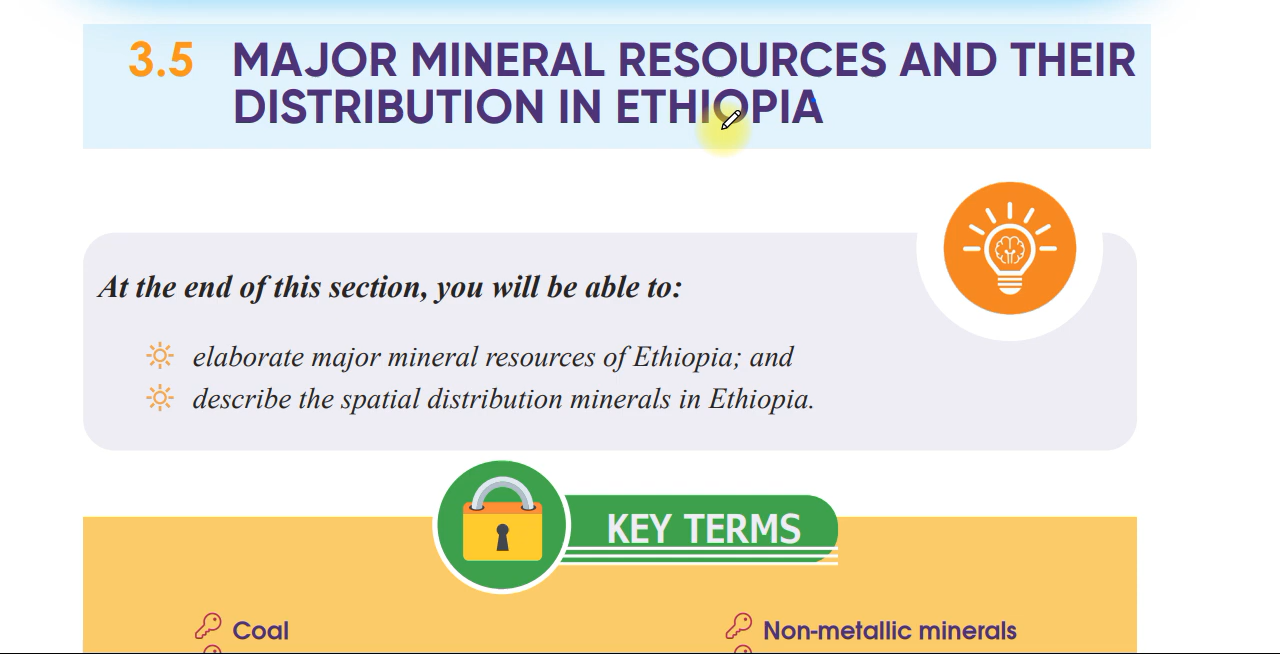 3.5 MAJOR MINERAL RESOURCES AND THEIR
DISTRIBUTION IN ETHIOPIA
At the end of this section, you will be able to:
elaborate major mineral resources of Ethiopia; and
describe the spatial distribution minerals in Ethiopia.
KEY TERMS
Coal
Non-metallic minerals